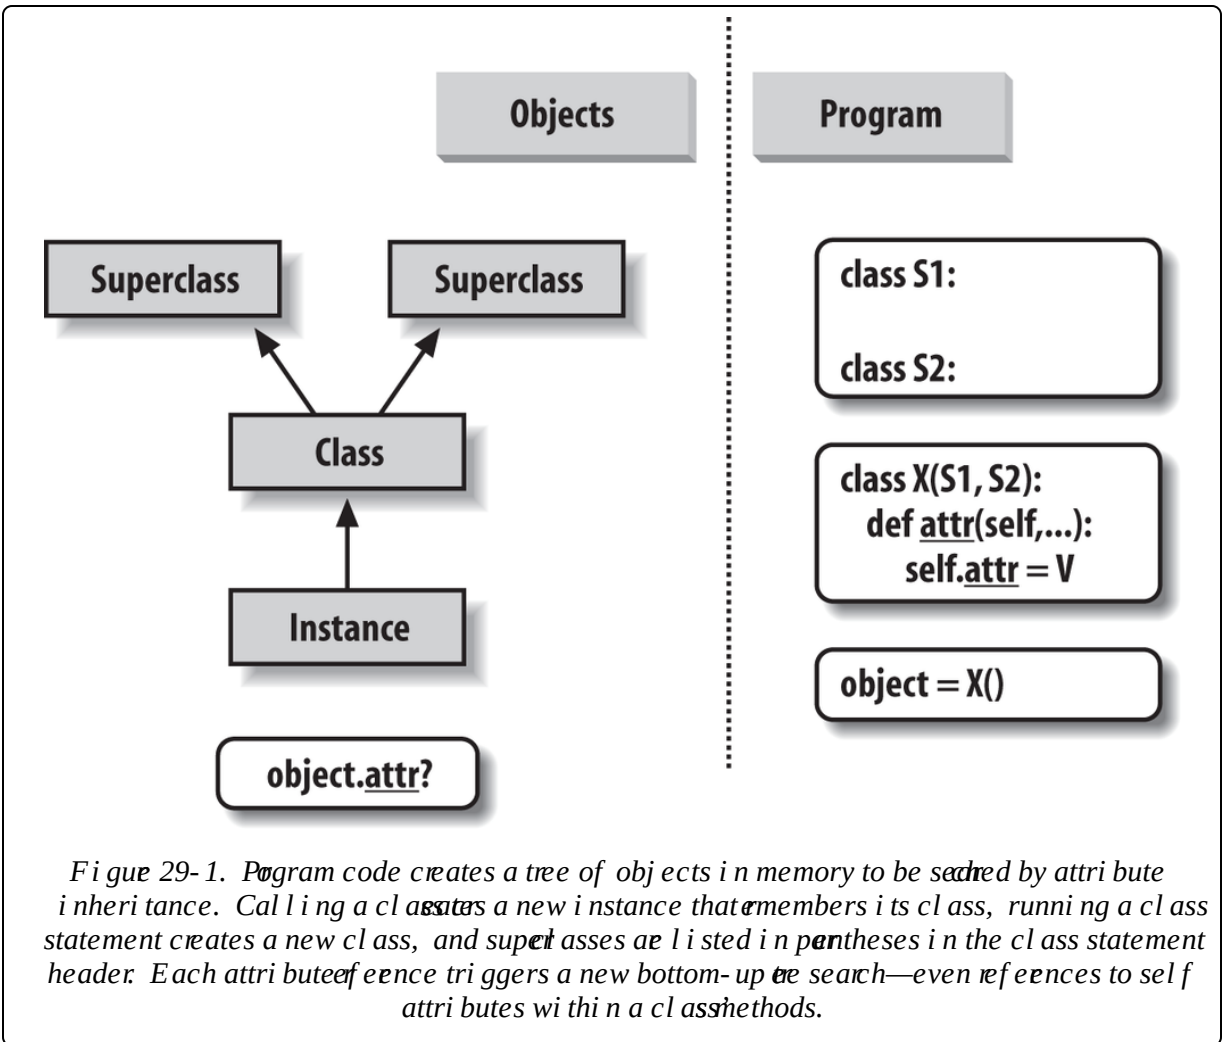 Objects
Program
Superclass
Superclass
Class
Instance
object.attr?
class S1:
class S2:
class X(S1, S2):
def attr(self,...):
self.attr = V
object = X()
Figure 29-1. Program code creates a tree of objects in memory to be searched by attribute
inheritance. Calling a class creates a new instance that remembers its class, running a class
statement creates a new class, and superclasses are listed in parentheses in the class statement
header. Each attribute reference triggers a new bottom-up tree search—even references to self
attributes within a class’ methods.